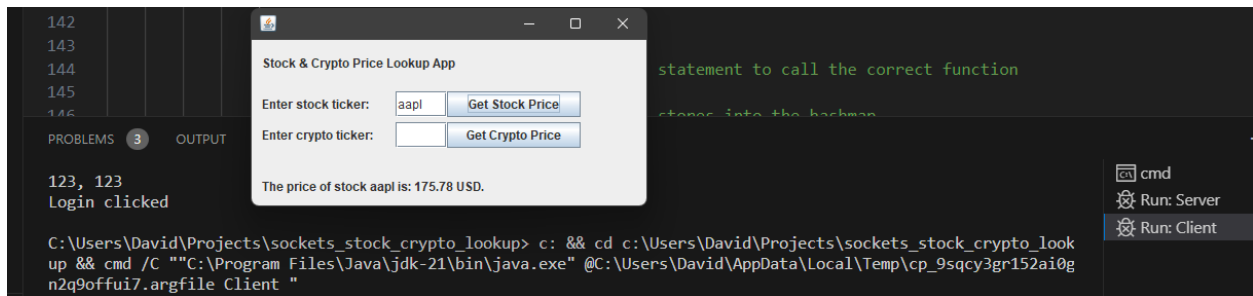 142
143
144
145
146
statement to call the correct function
stores into the hashmap
Stock & Crypto Price Lookup App
Enter stock ticker: aapl Get Stock Price
Enter crypto ticker: Get Crypto Price
The price of stock aapl is: 175.78 USD.
PROBLEMS 3 OUTPUT
123, 123
Login clicked
C:\Users\David\Projects\sockets_stock_crypto_lookup> c: && cd c:\Users\David\Projects\sockets_stock_crypto_look
up && cmd /C ""C:\Program Files\Java\jdk-21\bin\java.exe" @C:\Users\David\AppData\Local\Temp\cp_9sqcy3gr152ai0g
n2q9offui7.argfile Client "
cmd
Run: Server
Run: Client